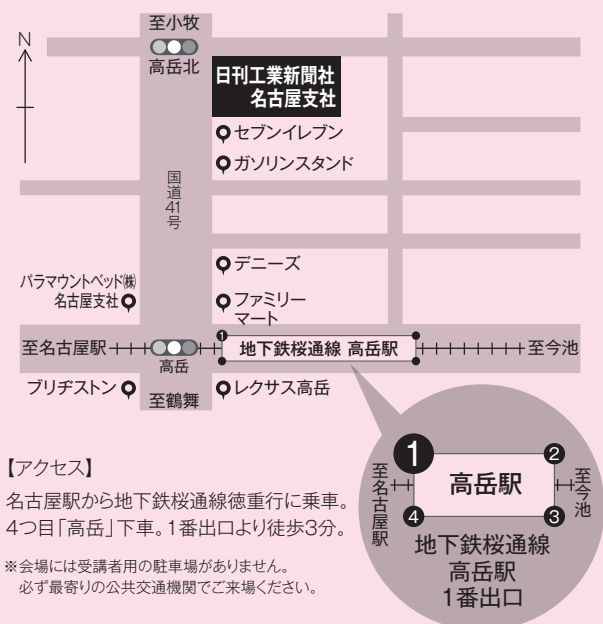 至小牧
N
高岳北
日刊工業新聞社
名古屋支社
セブンイレブン
ガソリンスタンド
国道41号
デニーズ
パラマウントベッド㈱
名古屋支社
ファミリー
マート
至名古屋駅
1
地下鉄桜通線 高岳駅
至今池
高岳
ブリヂストン
至鶴舞
レクサス高岳
1
2
至名古屋駅
高岳駅
至今池
4
3
地下鉄桜通線
高岳駅
1番出口
【アクセス】
名古屋駅から地下鉄桜通線徳重行に乗車。
4つ目「高岳」下車。1番出口より徒歩3分。
※会場には受講者用の駐車場がありません。
必ず最寄りの公共交通機関でご来場ください。